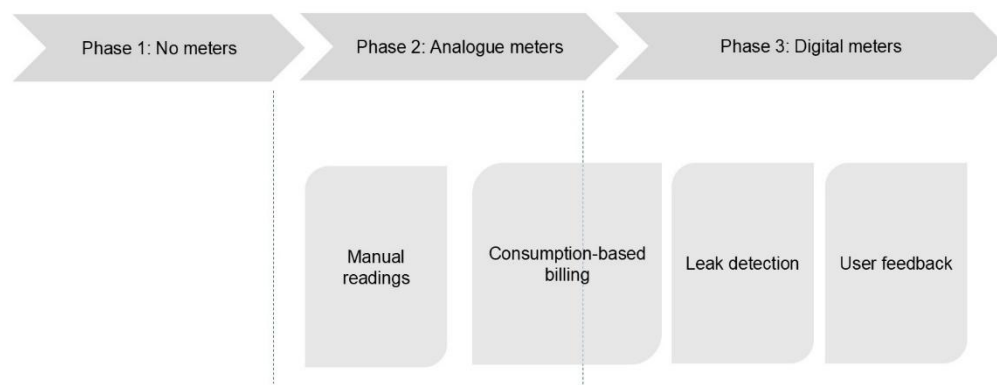 Phase 1: No meters
Phase 2: Analogue meters
Phase 3: Digital meters
Manual
readings
Consumption-based
billing
Leak detection
User feedback